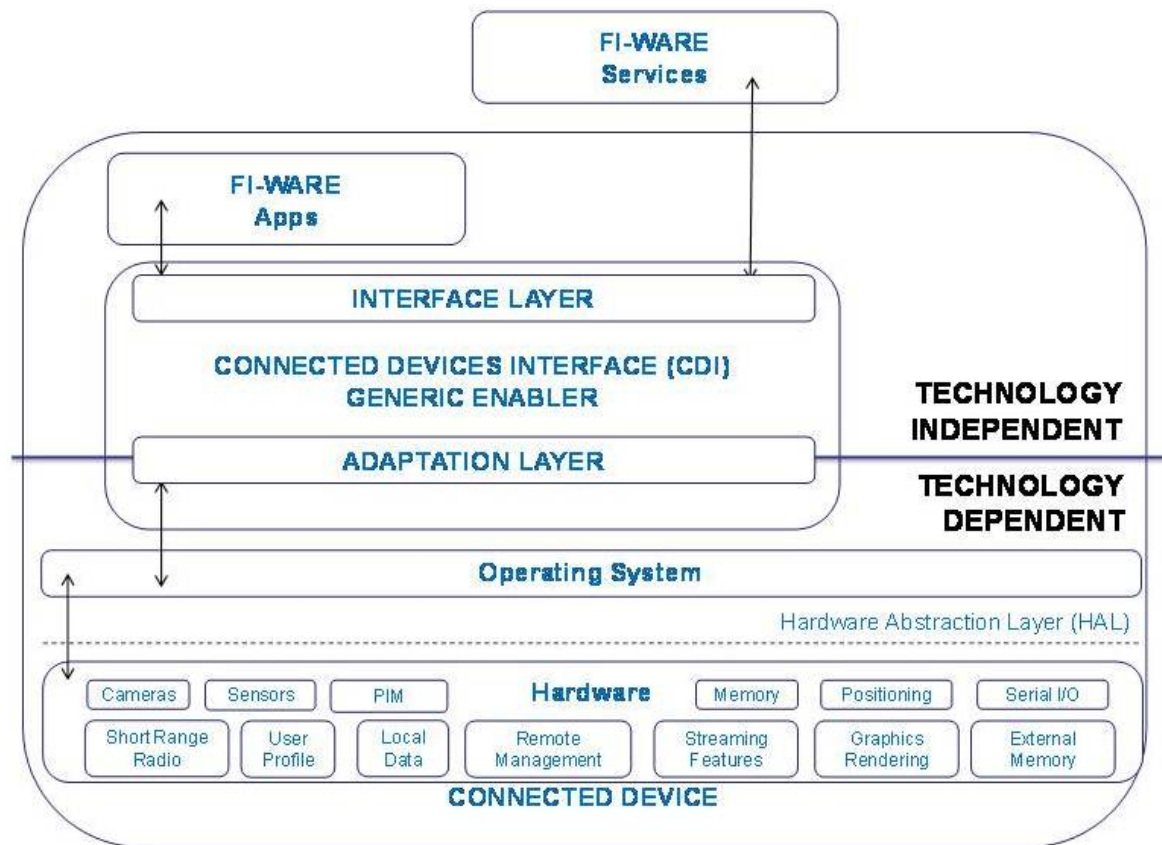 FI-WARE
Services
FI-WARE
Apps
INTERFACE LAYER
CONNECTED DEVICES INTERFACE (CDI)
GENERIC ENABLER
TECHNOLOGY
INDEPENDENT
ADAPTATION LAYER
TECHNOLOGY
DEPENDENT
Operating System
Hardware Abstraction Layer (HAL)
Cameras
Sensors
PIM
Hardware
Memory
Positioning
Serial I/O
Short Range
Radio
User
Profile
Local
Data
Remote
Management
Streaming
Features
Graphics
Rendering
External
Memory
CONNECTED DEVICE